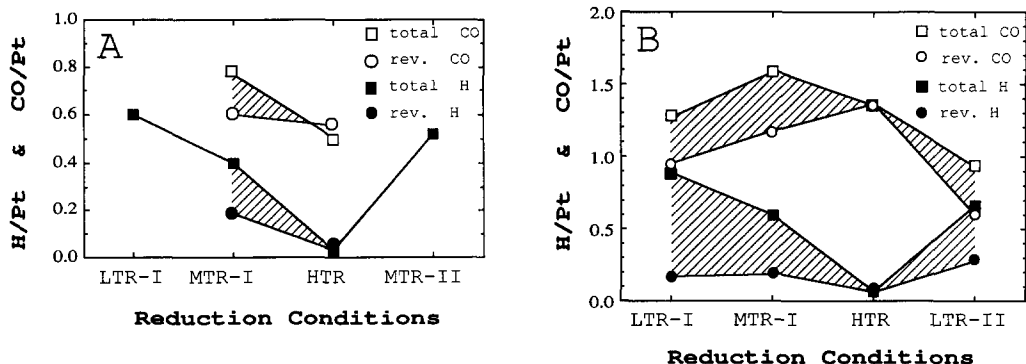 A
H/Pt & CO/Pt
1.0
0.8
0.6
0.4
0.2
0.0
total CO
rev. CO
total H
rev. H
LTR-I MTR-I HTR MTR-II
Reduction Conditions
B
H/Pt & CO/Pt
2.0
1.5
1.0
0.5
0.0
total CO
rev. CO
total H
rev. H
LTR-I MTR-I HTR LTR-II
Reduction Conditions